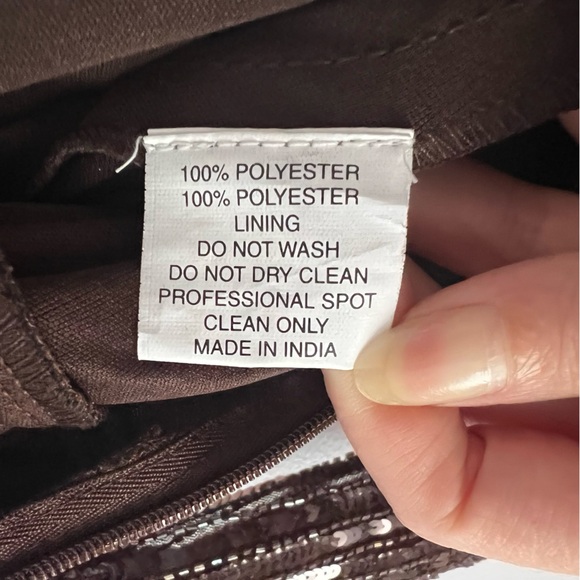 100% POLYESTER
100% POLYESTER
LINING
DO NOT WASH
DO NOT DRY CLEAN
PROFESSIONAL SPOT
CLEAN ONLY
MADE IN INDIA